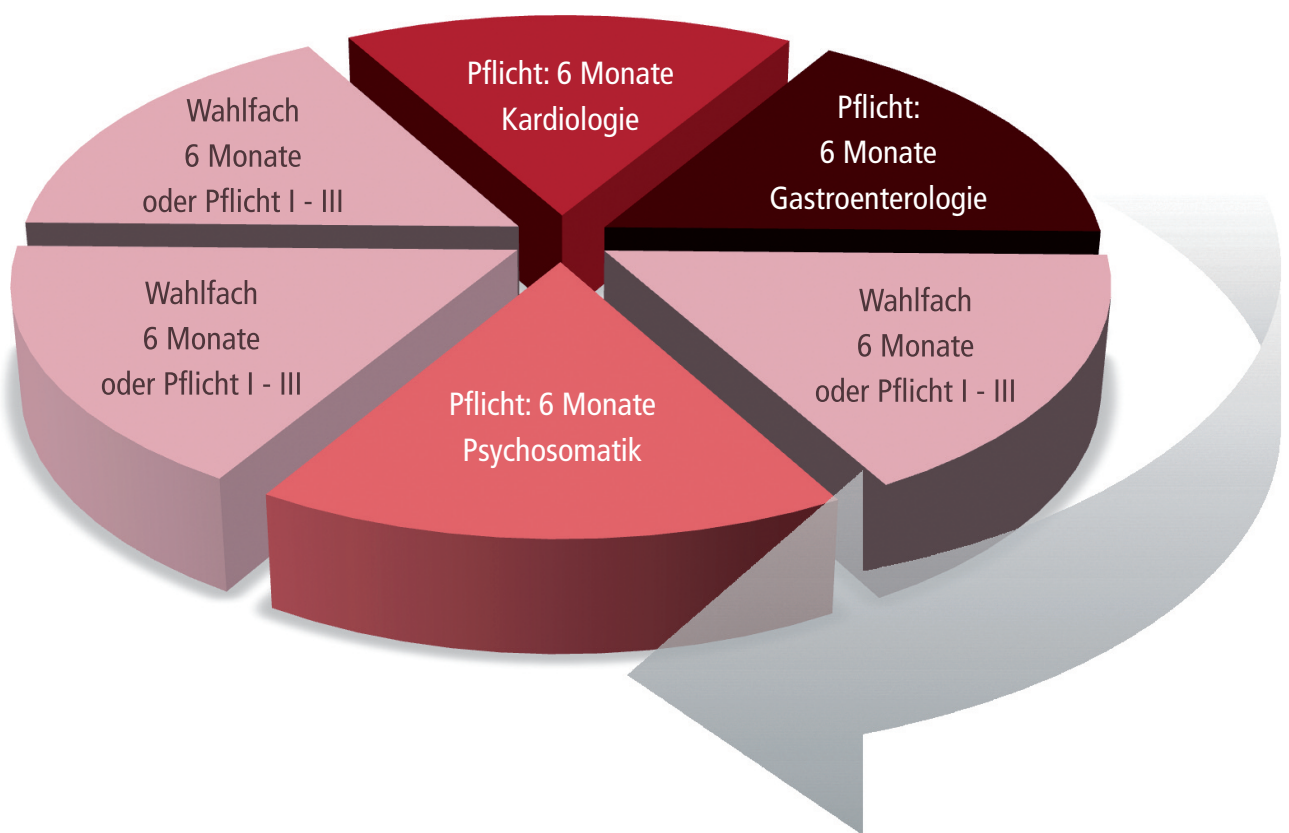 Pflicht: 6 Monate
Kardiologie
Pflicht:
6 Monate
Gastroenterologie
Wahlfach
6 Monate
oder Pflicht I - III
Pflicht: 6 Monate
Psychosomatik
Wahlfach
6 Monate
oder Pflicht I - III
Wahlfach
6 Monate
oder Pflicht I - III